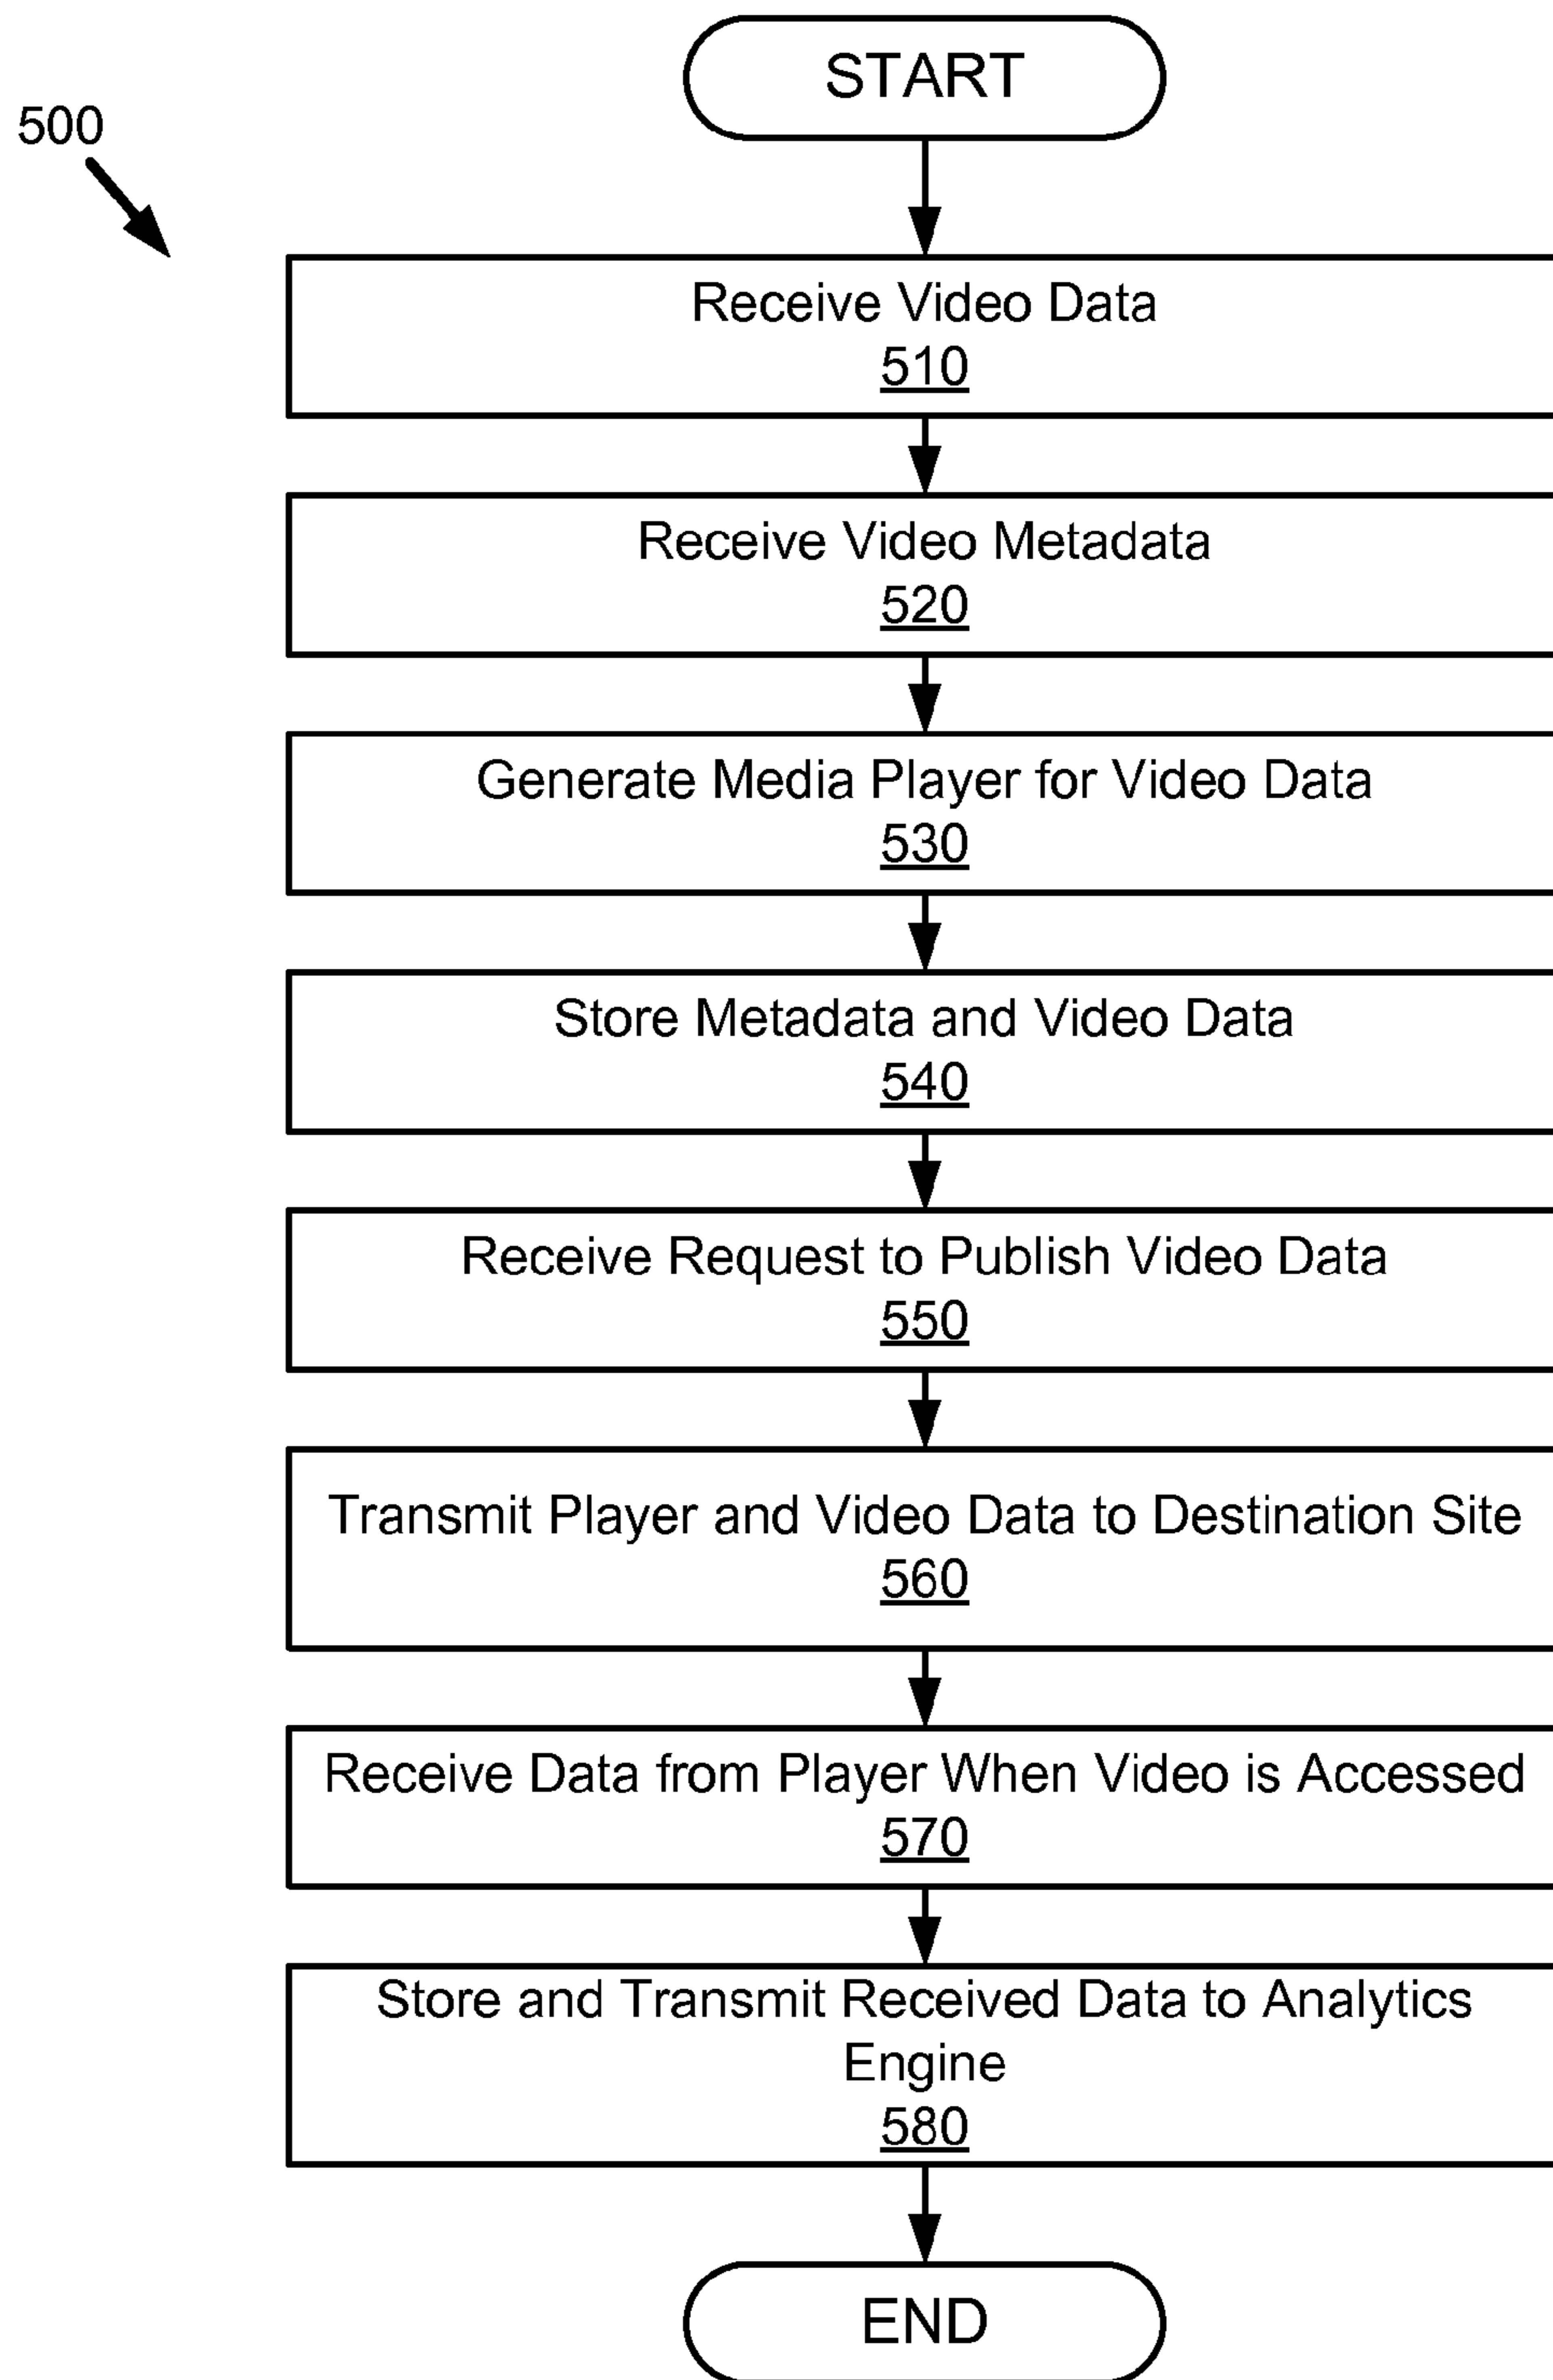 START
500
Receive Video Data
510
Receive Video Metadata
520
Generate Media Player for Video Data
530
Store Metadata and Video Data
540
Receive Request to Publish Video Data
550
Transmit Player and Video Data to Destination Site
560
Receive Data from Player When Video is Accessed
570
Store and Transmit Received Data to Analytics
Engine
580
END